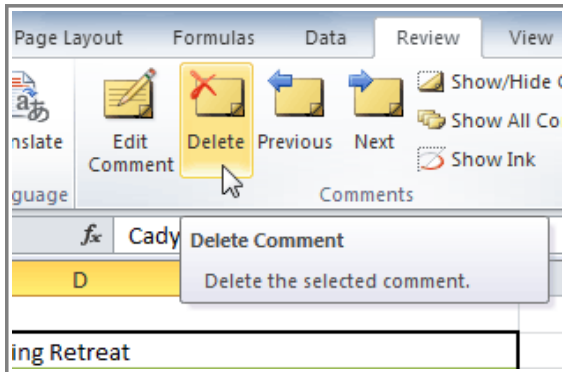 Page Layout Formulas Data Review View
Show/Hide
Show All Co
nslate Edit Comment Delete Previous Next
Show Ink
guage Comments
fx Cady
Delete Comment
D
Delete the selected comment.
ing Retreat